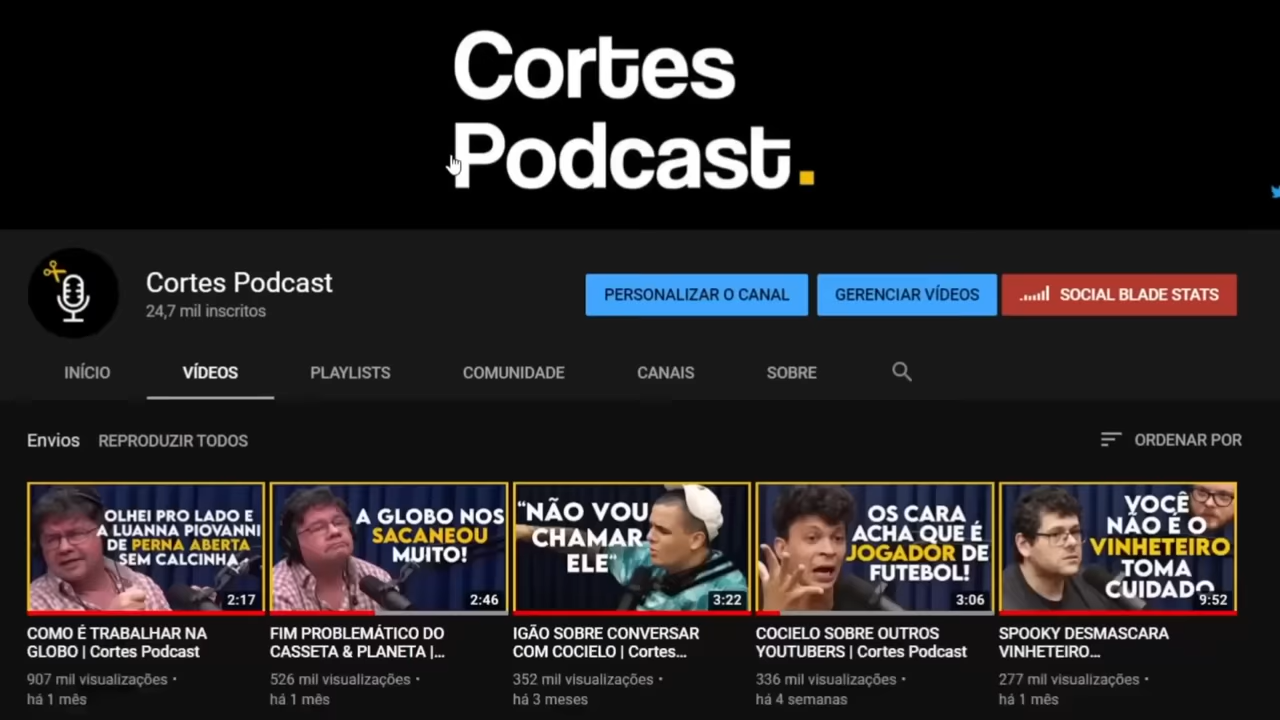 Cortes
Podcast.
Cortes Podcast
24,7 mil inscritos
PERSONALIZAR O CANAL
GERENCIAR VÍDEOS
SOCIAL BLADE STATS
INÍCIO
VÍDEOS
PLAYLISTS
COMUNIDADE
CANAIS
SOBRE
Envios
REPRODUZIR TODOS
ORDENAR POR
OLHEI PRO LADO E
A LUANNA PIOVANNI
DE PERNA ABERTA
SEM CALCINHA
2:17
COMO É TRABALHAR NA
GLOBO | Cortes Podcast
907 mil visualizações •
há 1 mês
A GLOBO NOS
SACANEOU
MUITO!
2:46
FIM PROBLEMÁTICO DO
CASSETA & PLANETA |...
526 mil visualizações •
há 1 mês
"NÃO VOU
CHAMAR
ELE"
3:22
IGÃO SOBRE CONVERSAR
COM COCIELO | Cortes...
352 mil visualizações •
há 3 meses
OS CARA
ACHA QUE É
JOGADOR DE
FUTEBOL!
3:06
COCIELO SOBRE OUTROS
YOUTUBERS | Cortes Podcast
336 mil visualizações •
há 4 semanas
VOCÊ
NÃO É O
VINHETEIRO
TOMA
CUIDADO
9:52
SPOOKY DESMASCARA
VINHETEIRO...
277 mil visualizações •
há 1 mês